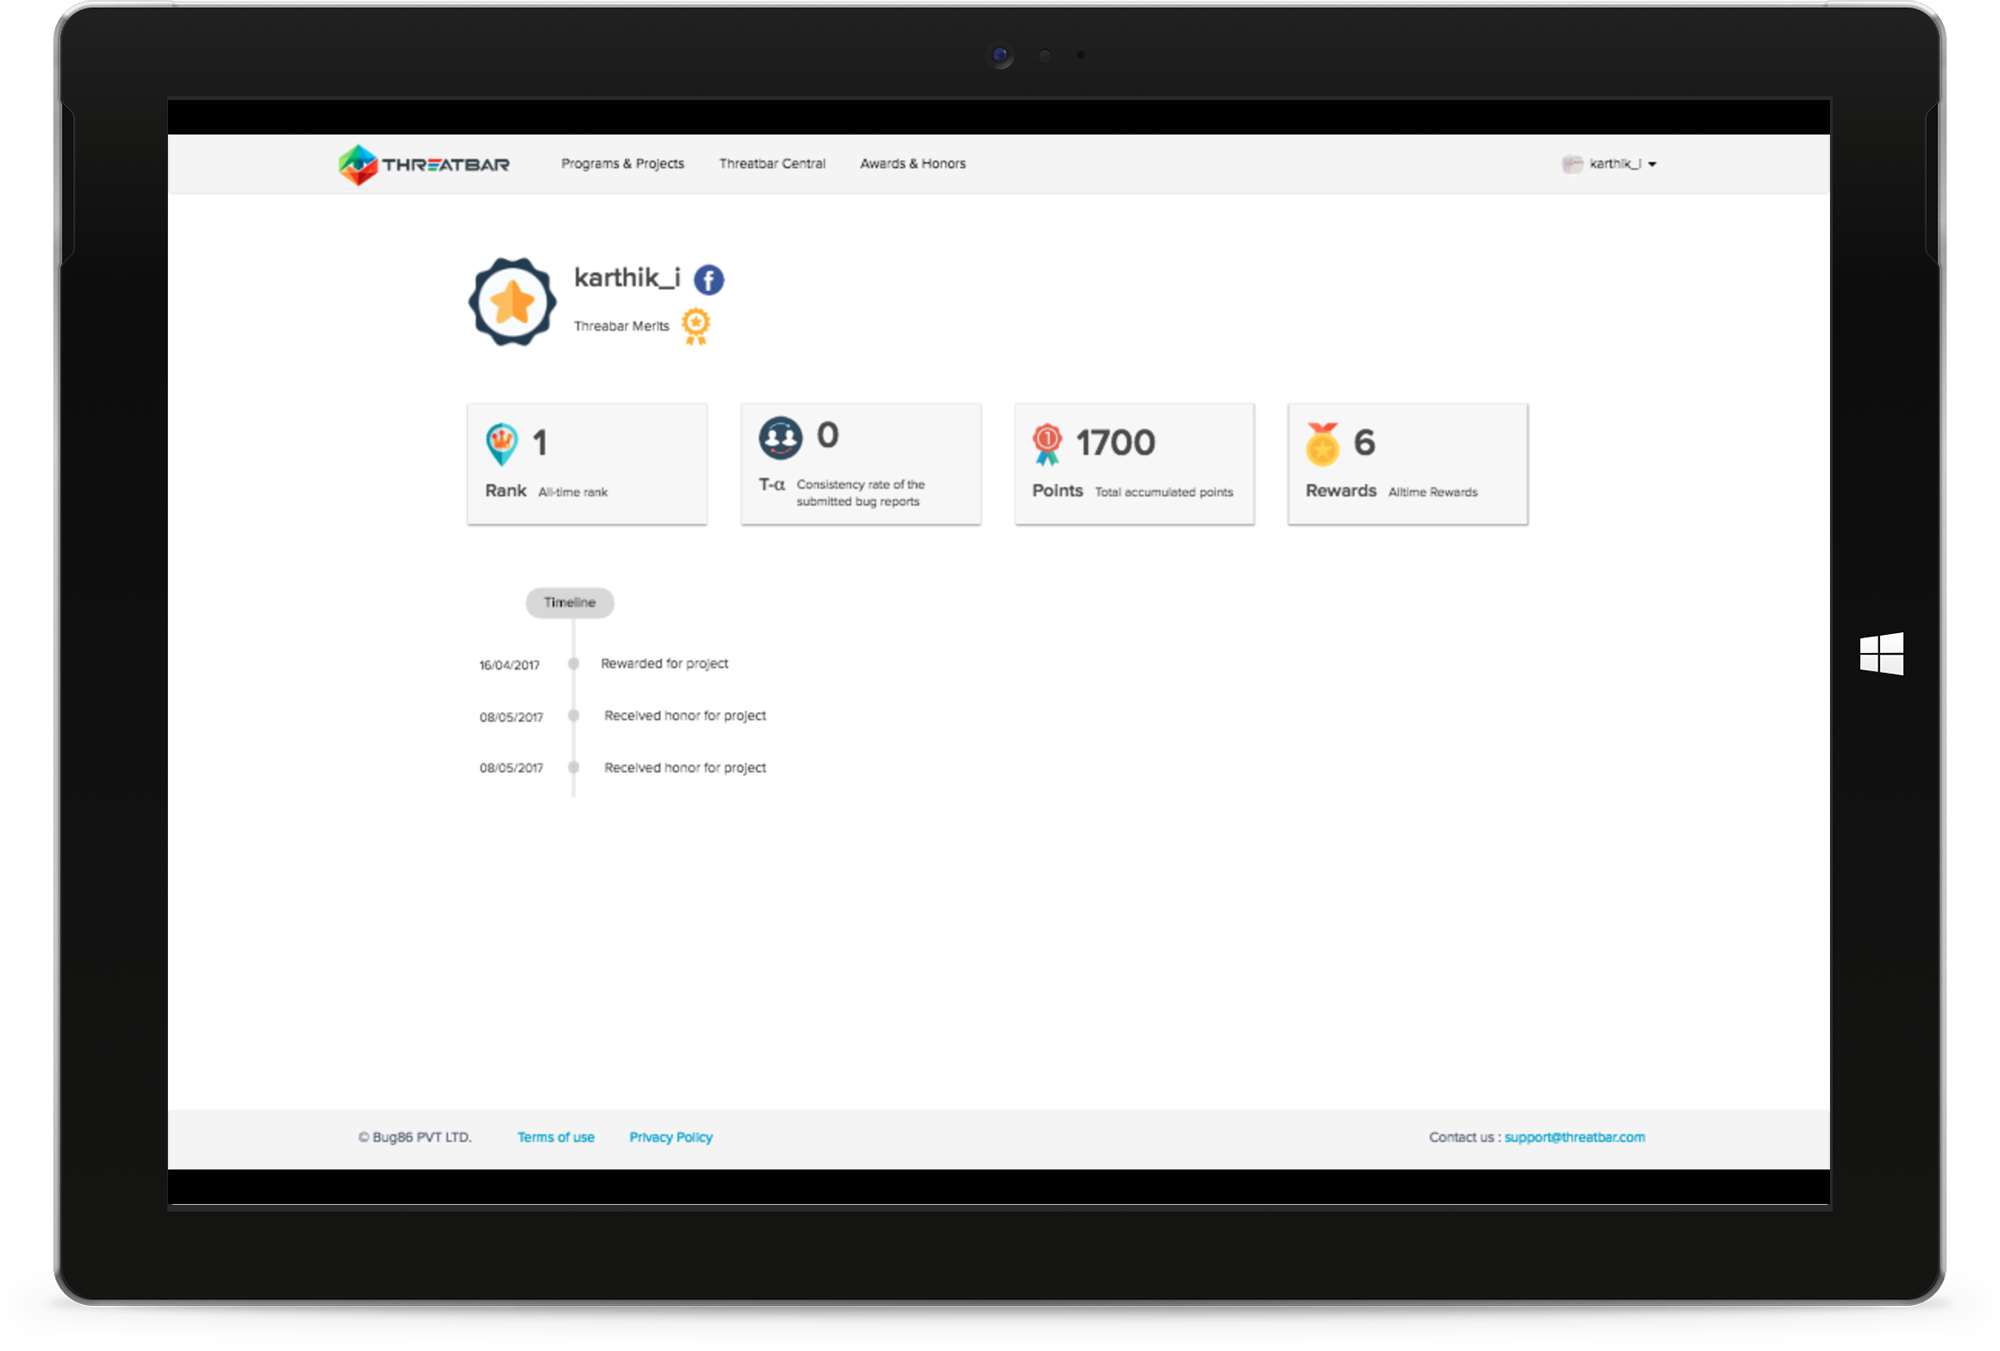 THREATBAR
Programs & Projects
Threatbar Central
Awards & Honors
karthik_i
karthik_i
f
Threabar Merits
1
Rank All-time rank
0
T-α Consistency rate of the
submitted bug reports
1
1700
Points Total accumulated points
6
Rewards Alltime Rewards
Timeline
16/04/2017 Rewarded for project
08/05/2017 Received honor for project
08/05/2017 Received honor for project
© Bug86 PVT LTD.
Terms of use
Privacy Policy
Contact us : support@threatbar.com